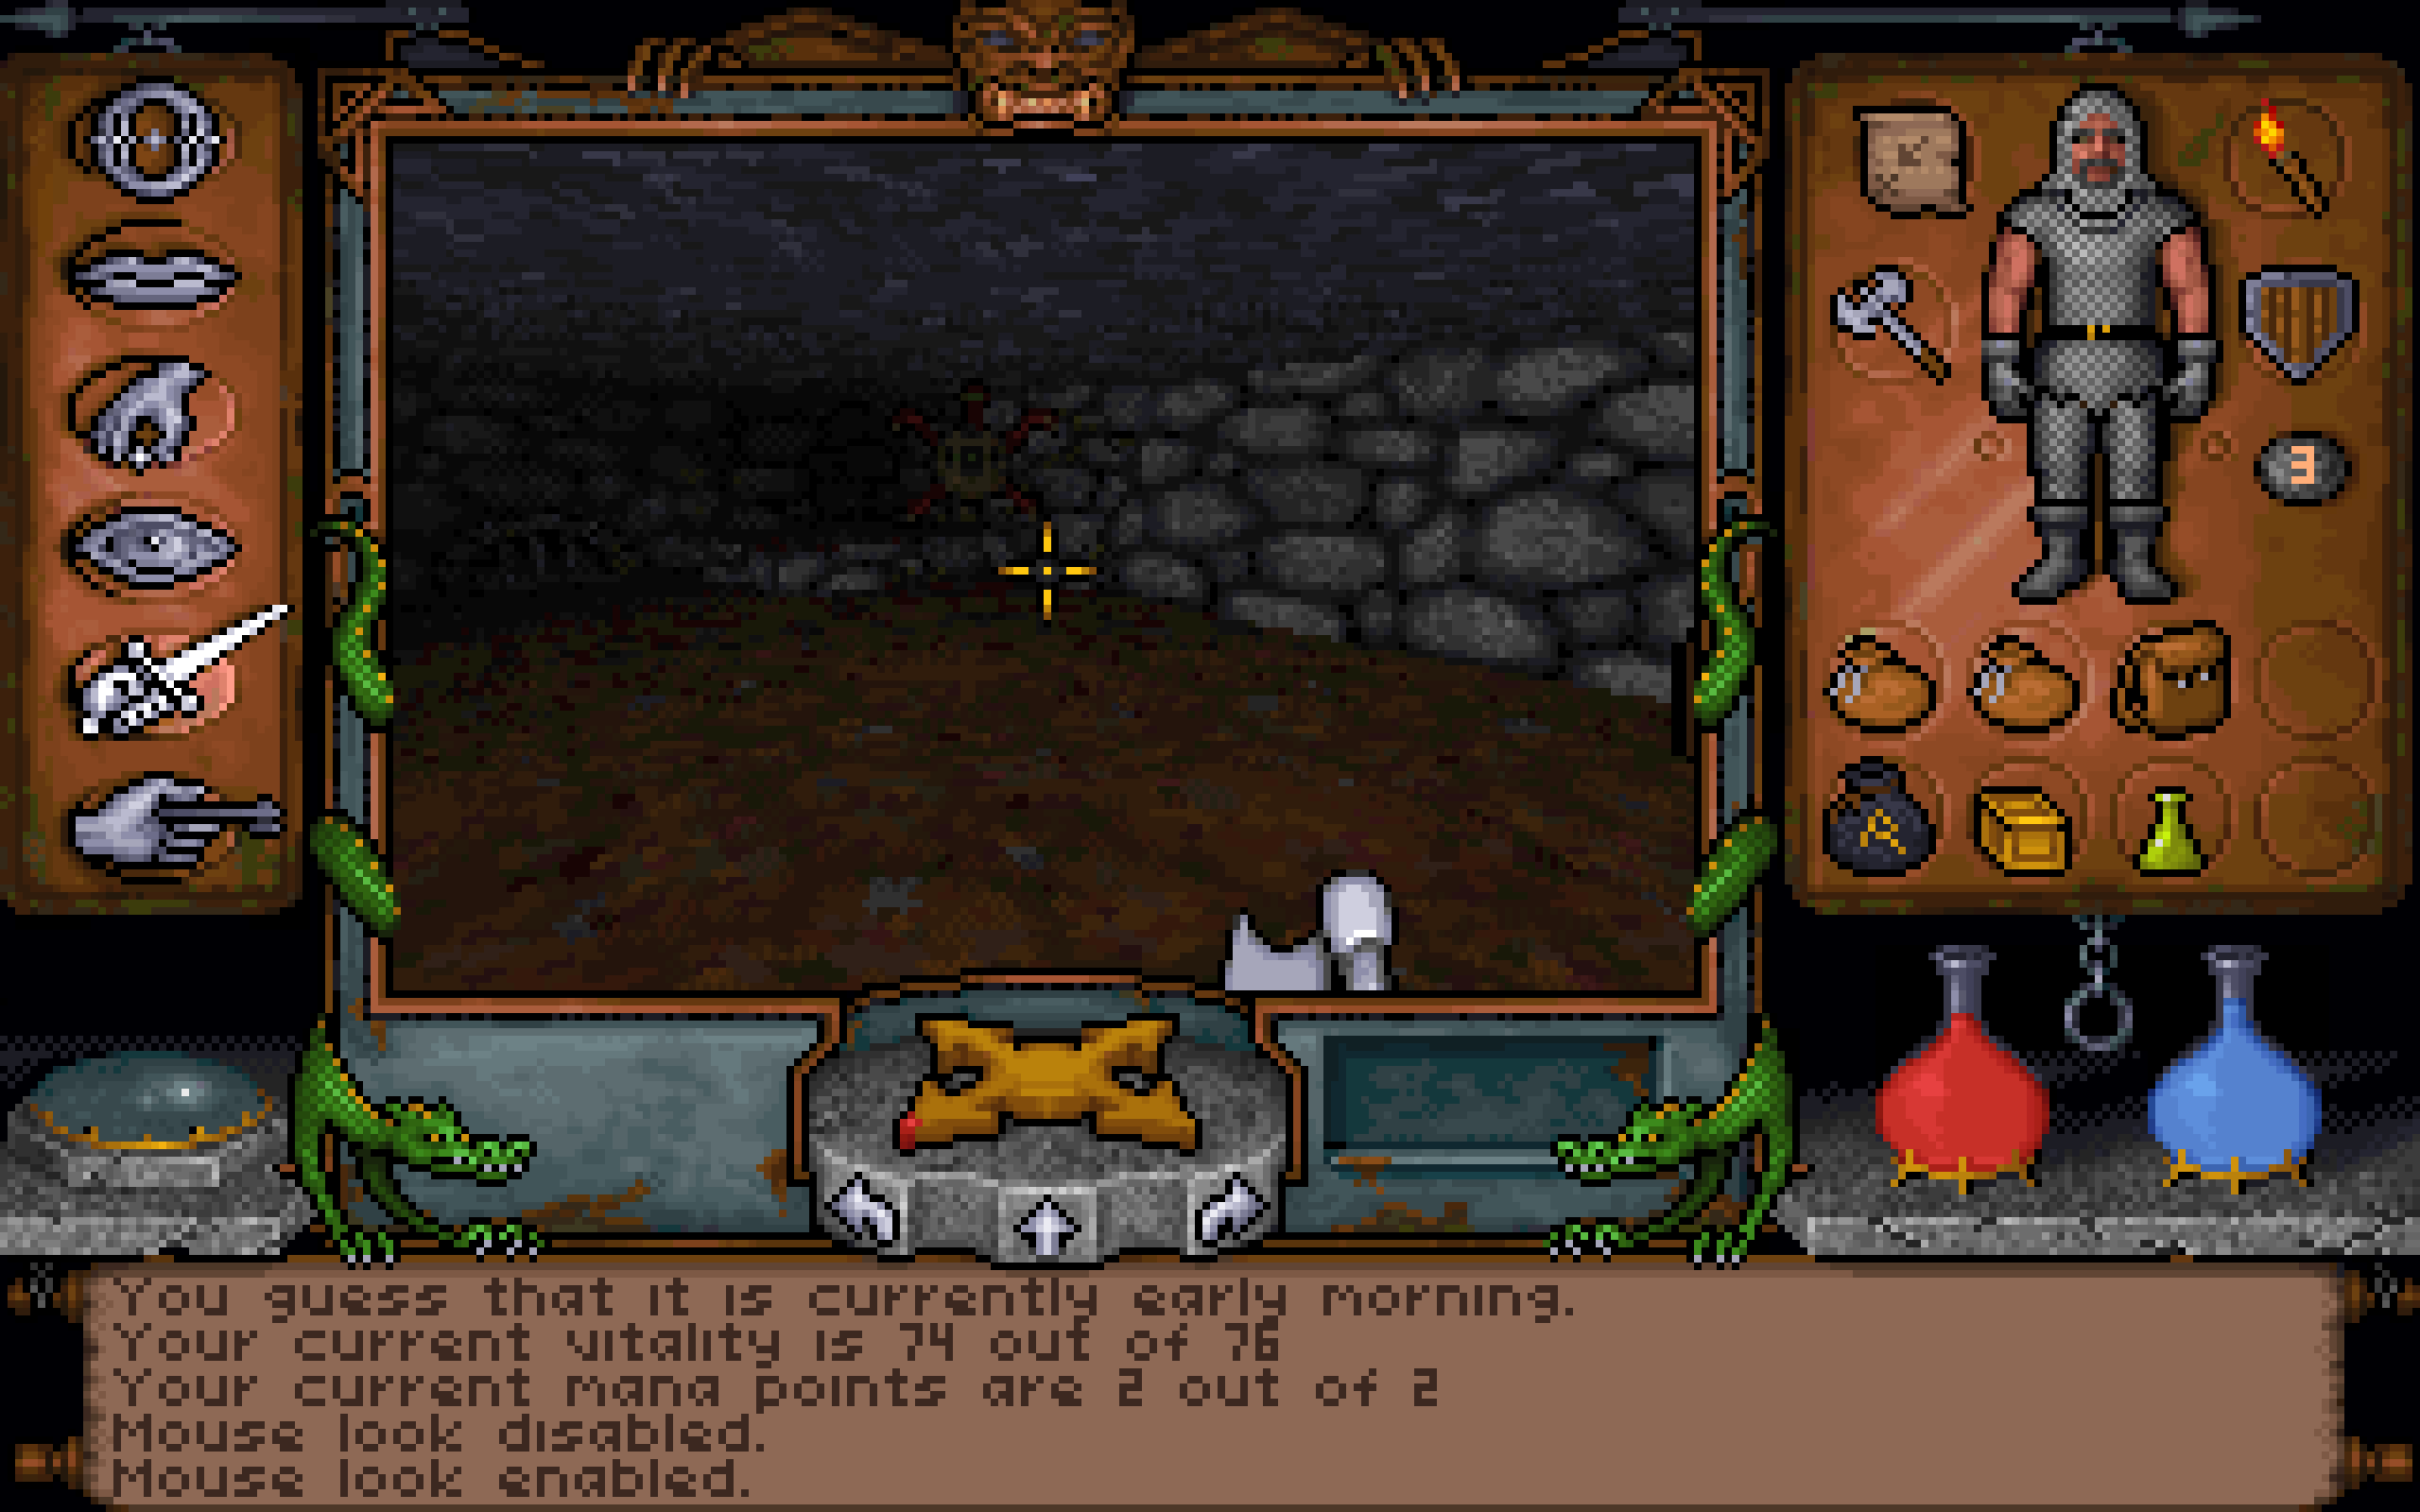 3
You guess that it is currently early morning.
Your current vitality is 74 out of 76
Your current mana points are 2 out of 2
Mouse look disabled.
Mouse look enabled.